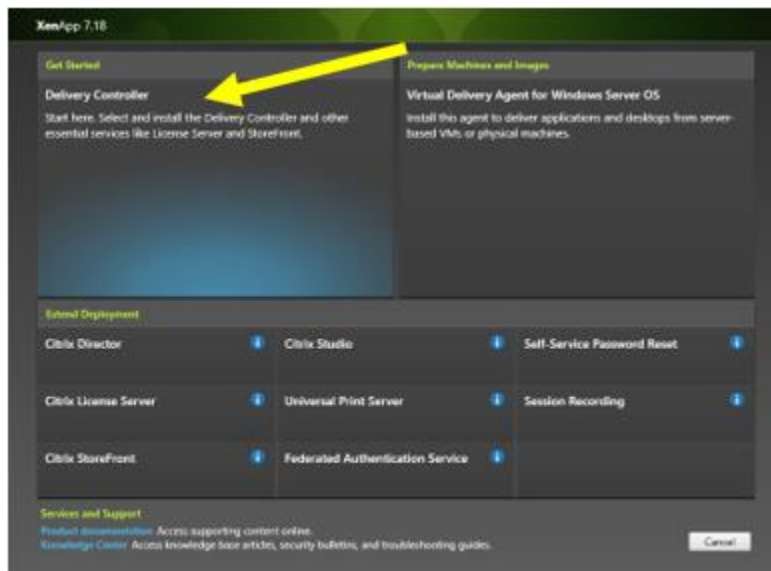 XenApp 7.18
Get Started
Delivery Controller
Start here. Select and install the Delivery Controller and other
essential services like License Server and StoreFront.
Prepare Machines and Images
Virtual Delivery Agent for Windows Server OS
Install this agent to deliver applications and desktops from server-
based VMs or physical machines.
Extend Deployment
Citrix Director
Citrix Studio
Self-Service Password Reset
Citrix License Server
Universal Print Server
Session Recording
Citrix StoreFront
Federated Authentication Service
Services and Support
Product documentation Access supporting content online.
Knowledge Center Access knowledge base articles, security bulletins, and troubleshooting guides.
Cancel